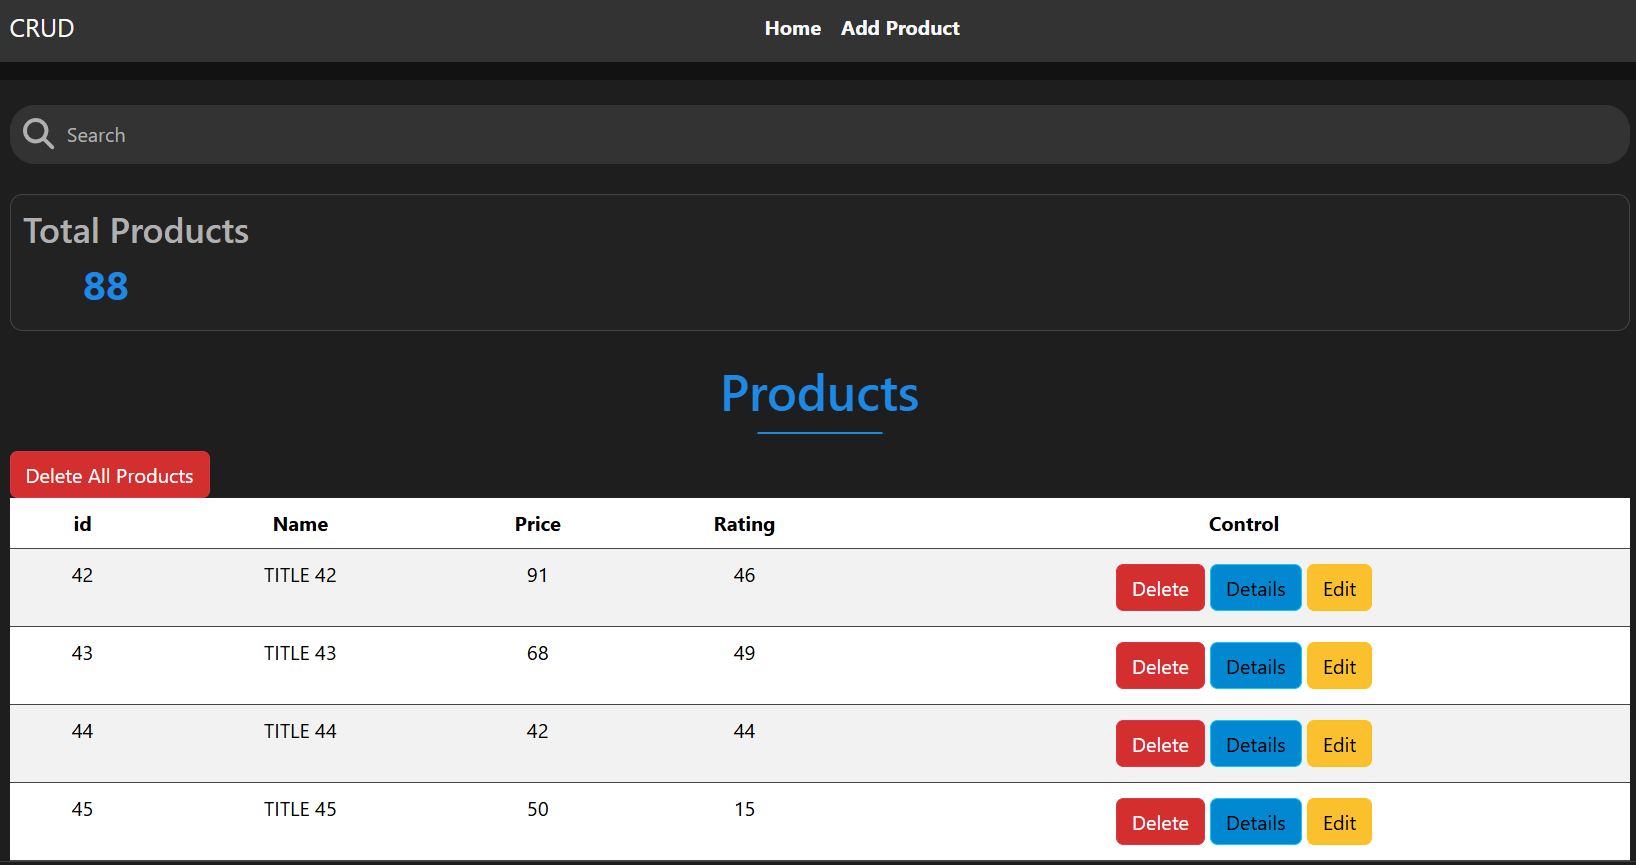 CRUD Home Add Product
Search
Total Products
88
Products
Delete All Products
id Name Price Rating Control
42 TITLE 42 91 46 Delete Details Edit
43 TITLE 43 68 49 Delete Details Edit
44 TITLE 44 42 44 Delete Details Edit
45 TITLE 45 50 15 Delete Details Edit